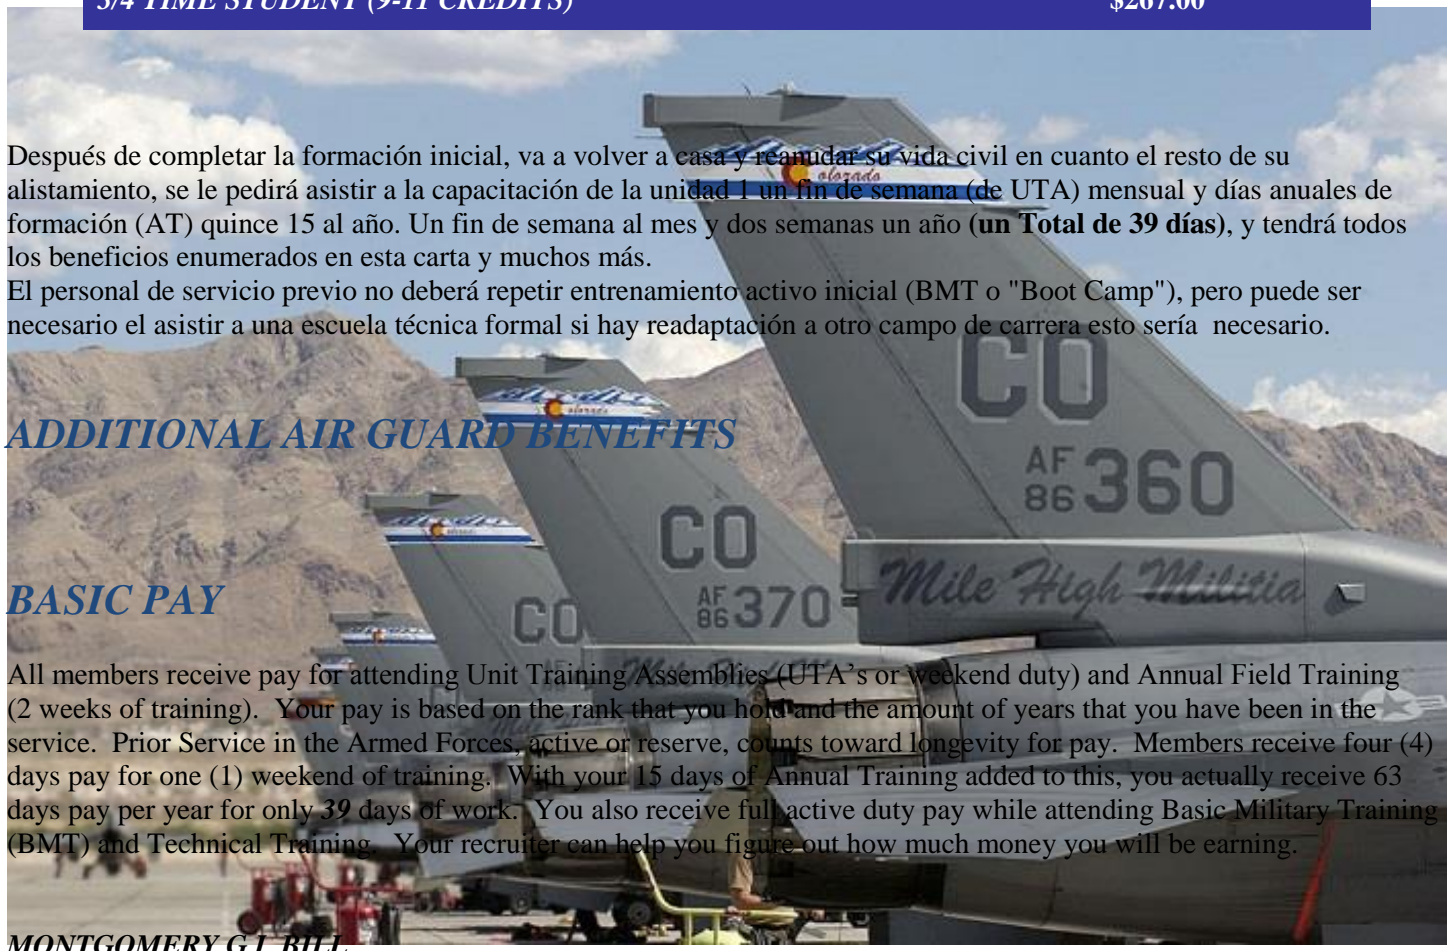 3/4 TIME STUDENT (9-11 CREDITS) $267.00
Después de completar la formación inicial, va a volver a casa y reanudar su vida civil en cuanto el resto de su
alistamiento, se le pedirá asistir a la capacitación de la unidad 1 un fin de semana (de UTA) mensual y días anuales de
formación (AT) quince 15 al año. Un fin de semana al mes y dos semanas un año (un Total de 39 días), y tendrá todos
los beneficios enumerados en esta carta y muchos más.
El personal de servicio previo no deberá repetir entrenamiento activo inicial (BMT o "Boot Camp"), pero puede ser
necesario el asistir a una escuela técnica formal si hay readaptación a otro campo de carrera esto sería necesario.
Colorado
CO
AF 86 360
Mile High Militia
Colorado
CO
AF 86 370
CO
ADDITIONAL AIR GUARD BENEFITS
BASIC PAY
All members receive pay for attending Unit Training Assemblies (UTA's or weekend duty) and Annual Field Training
(2 weeks of training). Your pay is based on the rank that you hold and the amount of years that you have been in the
service. Prior Service in the Armed Forces, active or reserve, counts toward longevity for pay. Members receive four (4)
days pay for one (1) weekend of training. With your 15 days of Annual Training added to this, you actually receive 63
days pay per year for only 39 days of work. You also receive full active duty pay while attending Basic Military Training
(BMT) and Technical Training. Your recruiter can help you figure out how much money you will be earning.
MONTGOMERY G.I. BILL